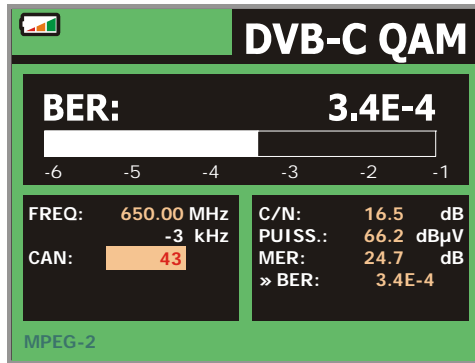 DVB-C QAM
BER: 3.4E-4
-6 -5 -4 -3 -2 -1
FREQ: 650.00 MHz
-3 kHz
CAN: 43
C/N: 16.5 dB
PUISS.: 66.2 dBµV
MER: 24.7 dB
» BER: 3.4E-4
MPEG-2